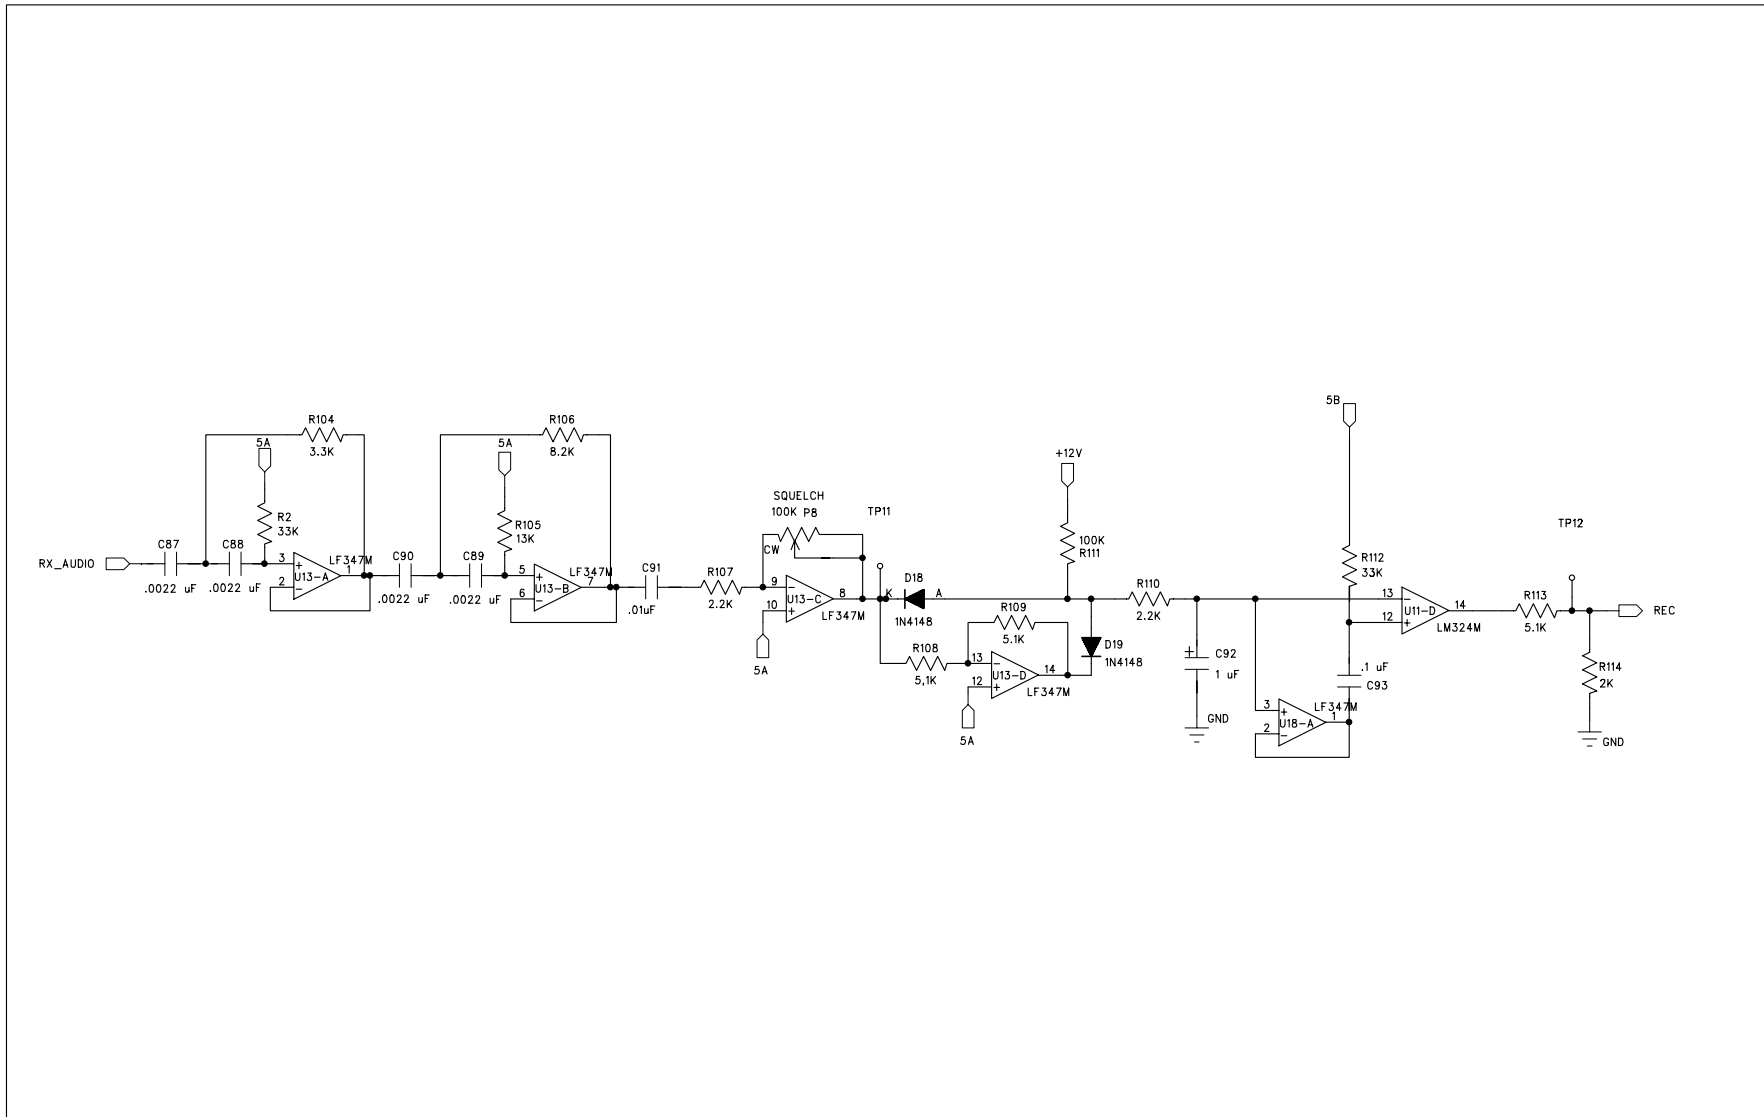 RX_AUDIO
C87
.0022 uF
C88
.0022 uF
R104
3.3K
5A
R2
33K
3
2
+
−
U13-A
1
LF347M
C90
.0022 uF
C89
.0022 uF
R106
8.2K
5A
R105
13K
5
6
+
−
U13-B
7
LF347M
C91
.01uF
R107
2.2K
SQUELCH
100K P8
CW
9
10
−
+
U13-C
8
LF347M
5A
TP11
K
D18
A
1N4148
R108
5,1K
R109
5.1K
13
12
−
+
U13-D
14
LF347M
5A
+12V
100K
R111
D19
1N4148
R110
2.2K
+
C92
1 uF
GND
3
2
+
−
U18-A
1
LF347M
5B
R112
33K
.1 uF
C93
13
12
−
+
U11-D
14
LM324M
R113
5.1K
TP12
REC
R114
2K
GND